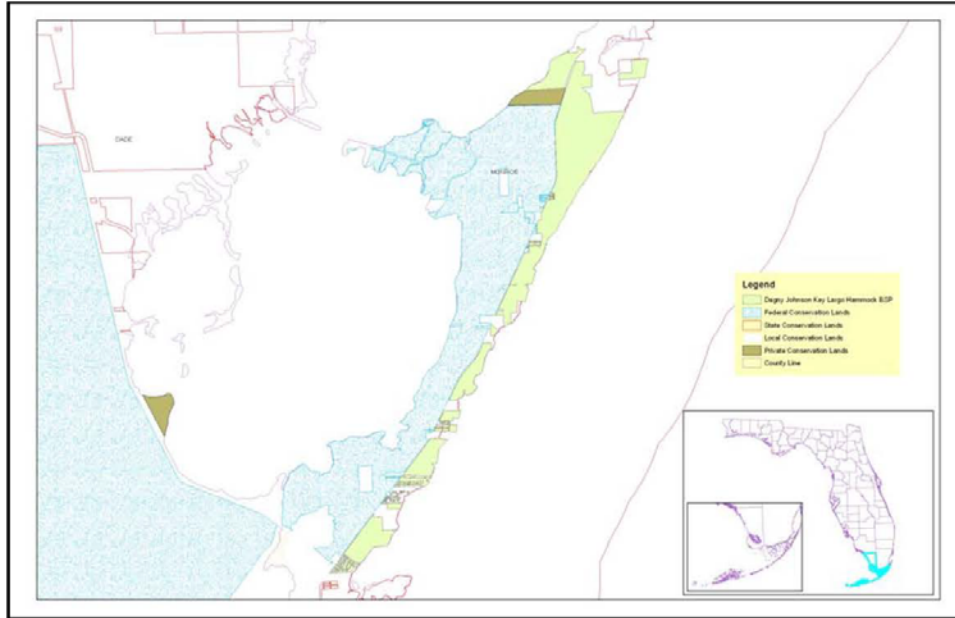 DADE
MONROE
Legend
Dagny Johnson Key Largo Hammock BSP
Federal Conservation Lands
State Conservation Lands
Local Conservation Lands
Private Conservation Lands
County Line